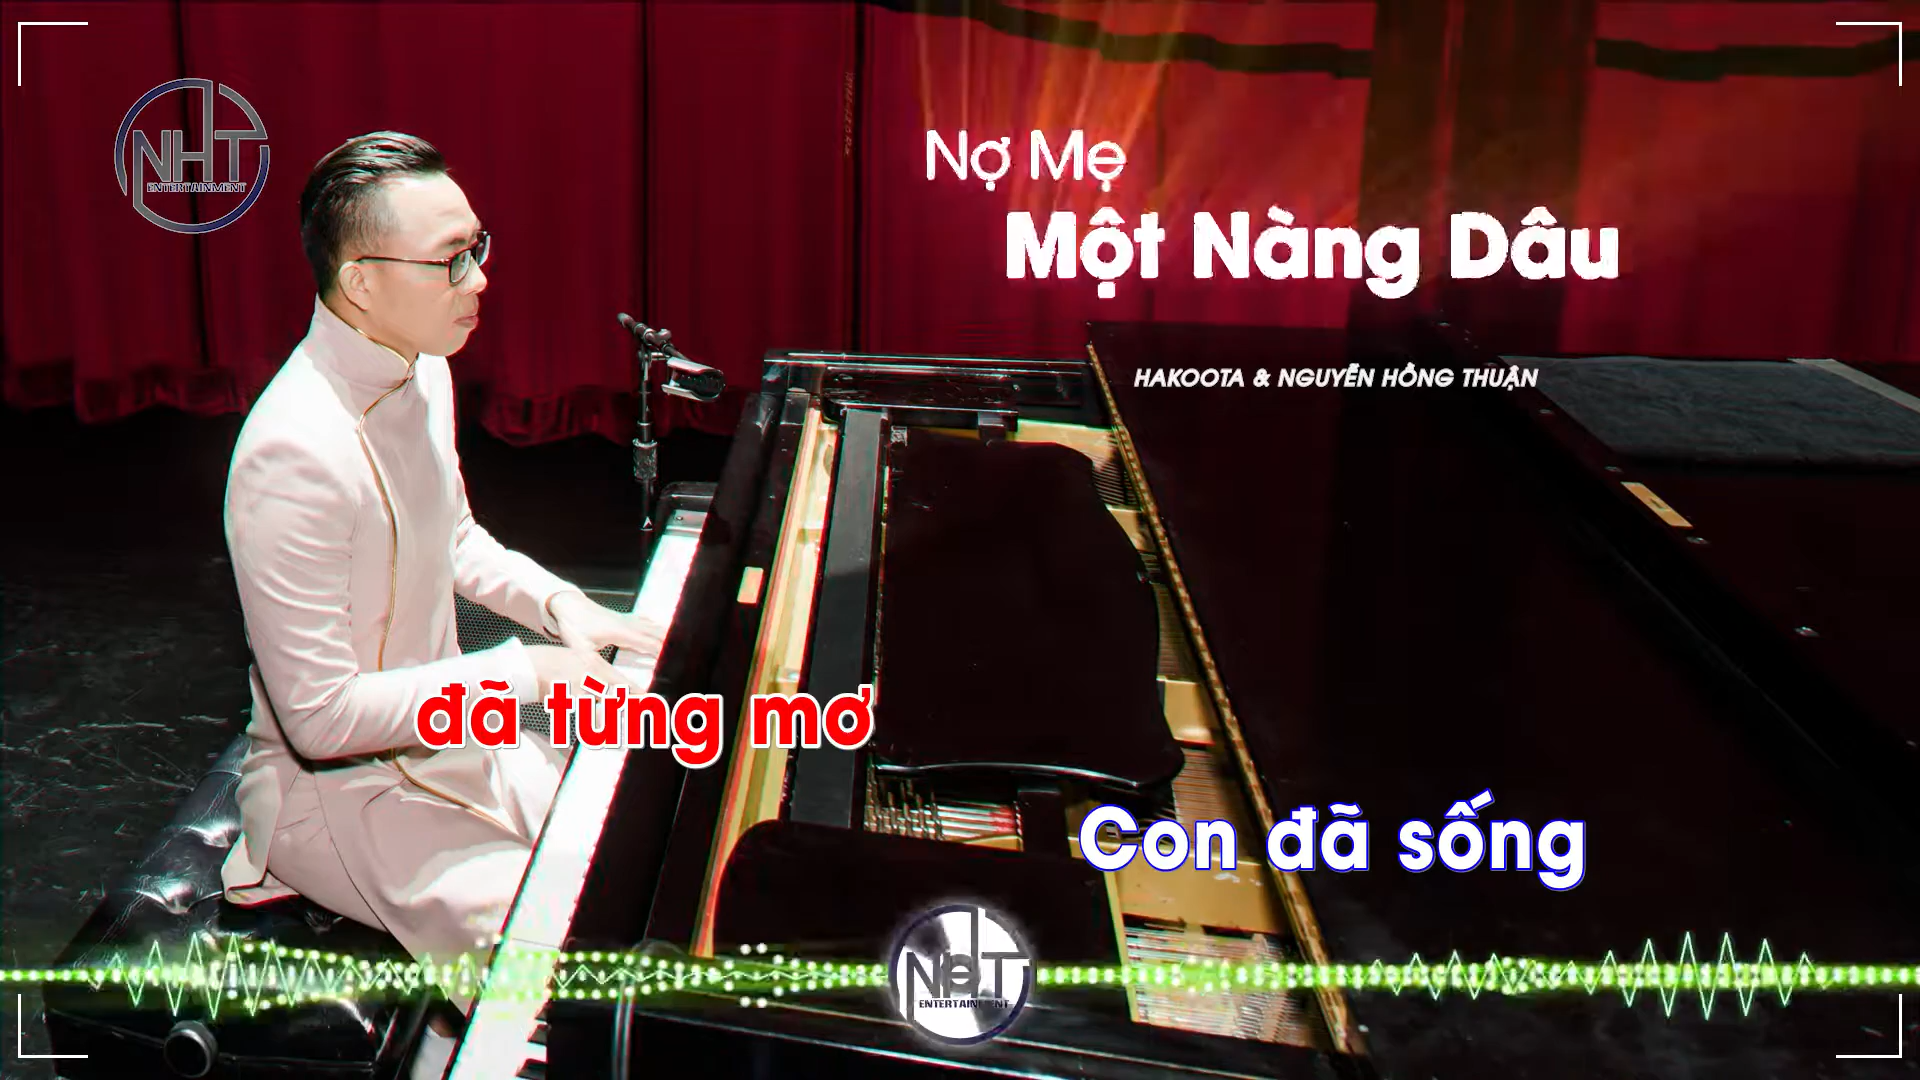 NHT
ENTERTAINMENT
Nợ Mẹ
Một Nàng Dâu
HAKOOTA & NGUYỄN HỒNG THUẬN
đã từng mơ
Con đã sống
NHT
ENTERTAINMENT